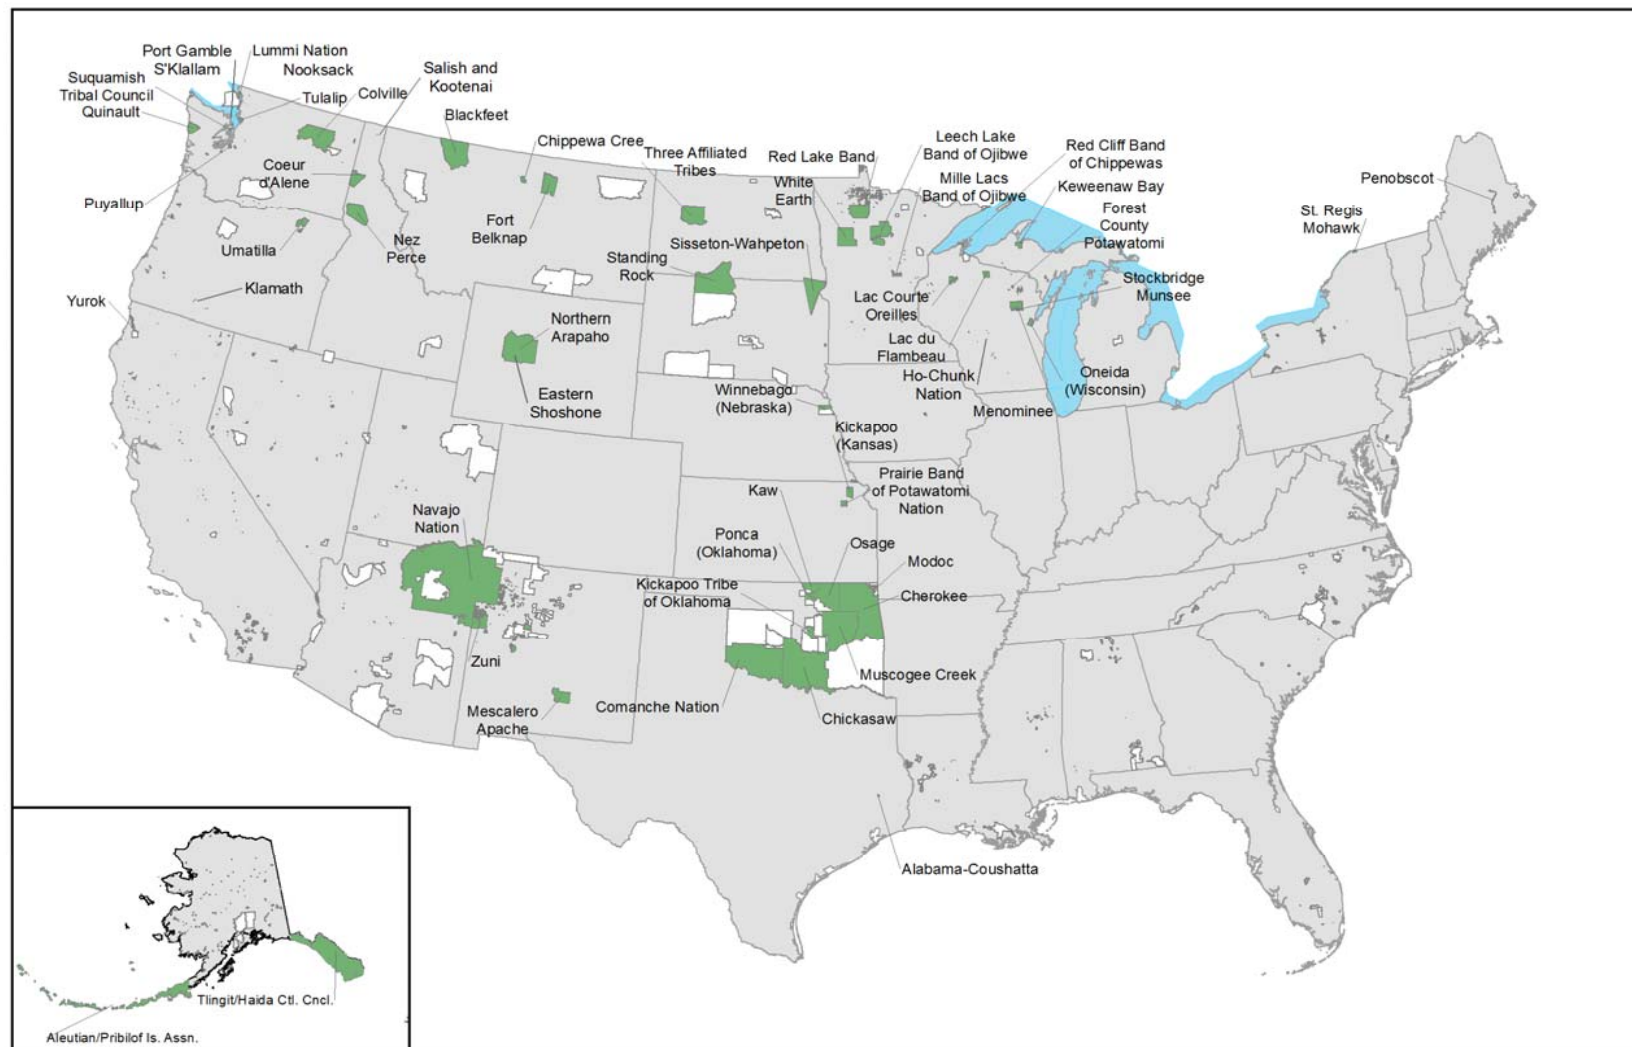 Port Gamble
S'Klallam
Lummi Nation
Nooksack
Suquamish
Tribal Council
Quinault
Tulalip
Colville
Salish and
Kootenai
Blackfeet
Chippewa Cree
Three Affiliated
Tribes
Red Lake Band
White
Earth
Leech Lake
Band of Ojibwe
Mille Lacs
Band of Ojibwe
Red Cliff Band
of Chippewas
Keweenaw Bay
Forest
County
Potawatomi
Penobscot
St. Regis
Mohawk
Coeur
d'Alene
Puyallup
Umatilla
Nez
Perce
Fort
Belknap
Standing
Rock
Sisseton-Wahpeton
Stockbridge
Munsee
Yurok
Klamath
Northern
Arapaho
Eastern
Shoshone
Lac Courte
Oreilles
Lac du
Flambeau
Ho-Chunk
Nation
Menominee
Oneida
(Wisconsin)
Winnebago
(Nebraska)
Kickapoo
(Kansas)
Prairie Band
of Potawatomi
Nation
Kaw
Navajo
Nation
Ponca
(Oklahoma)
Osage
Modoc
Kickapoo Tribe
of Oklahoma
Cherokee
Zuni
Muscogee Creek
Mescalero
Apache
Comanche Nation
Chickasaw
Alabama-Coushatta
Tlingit/Haida Ctl. Cncl.
Aleutian/Pribilof Is. Assn.